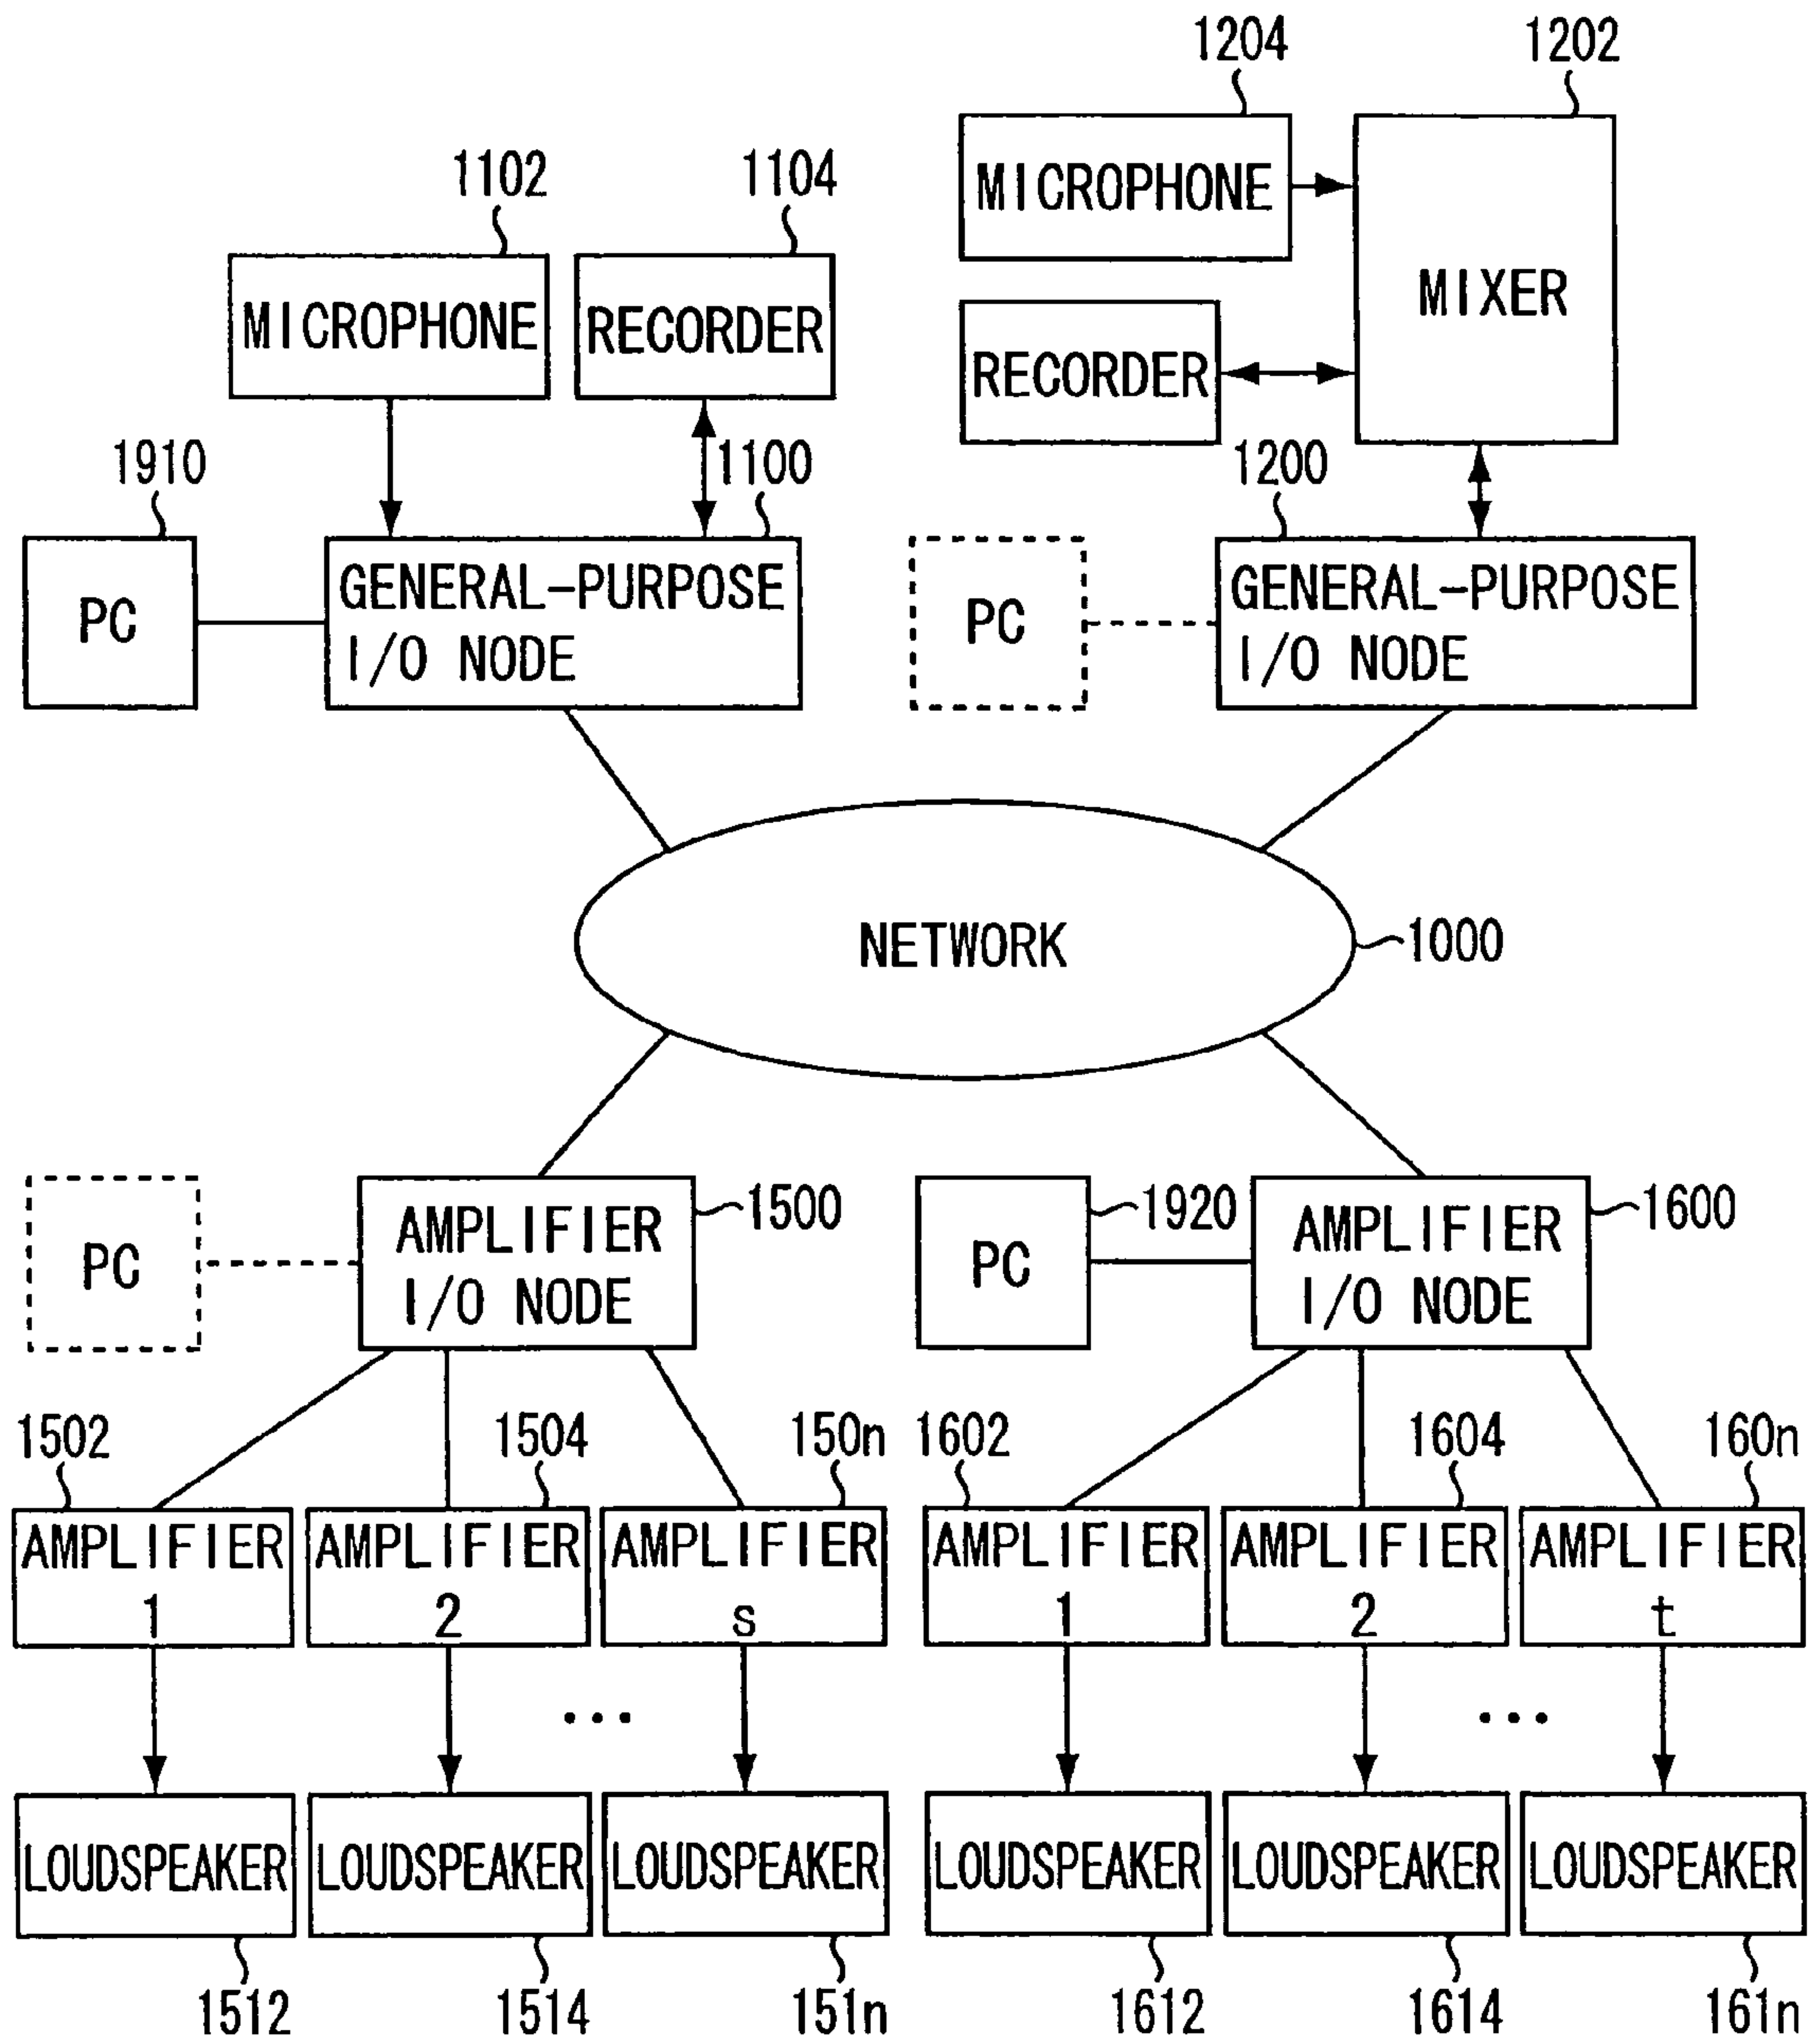 1204
1202
MICROPHONE
MIXER
RECORDER
1102
1104
MICROPHONE
RECORDER
1910
1100
1200
PC
GENERAL-PURPOSE
I/O NODE
PC
GENERAL-PURPOSE
I/O NODE
NETWORK
1000
PC
AMPLIFIER
I/O NODE
1500
PC
1920
AMPLIFIER
I/O NODE
1600
1502
1504
150n
1602
1604
160n
AMPLIFIER
1
AMPLIFIER
2
AMPLIFIER
s
AMPLIFIER
1
AMPLIFIER
2
AMPLIFIER
t
...
...
LOUDSPEAKER
LOUDSPEAKER
LOUDSPEAKER
LOUDSPEAKER
LOUDSPEAKER
LOUDSPEAKER
1512
1514
151n
1612
1614
161n